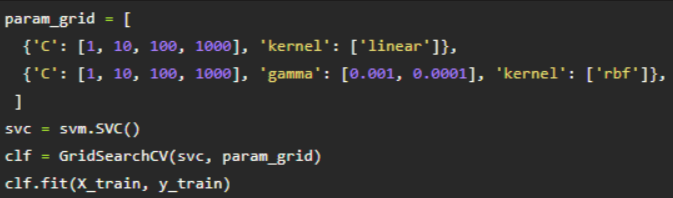 param_grid = [
  {'C': [1, 10, 100, 1000], 'kernel': ['linear']},
  {'C': [1, 10, 100, 1000], 'gamma': [0.001, 0.0001], 'kernel': ['rbf']},
 ]
svc = svm.SVC()
clf = GridSearchCV(svc, param_grid)
clf.fit(X_train, y_train)